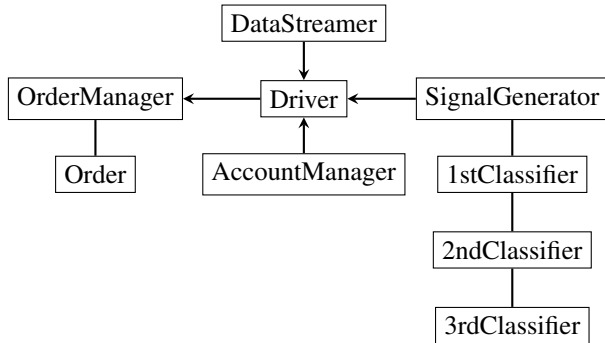 DataStreamer
OrderManager
Driver
SignalGenerator
Order
AccountManager
1stClassifier
2ndClassifier
3rdClassifier